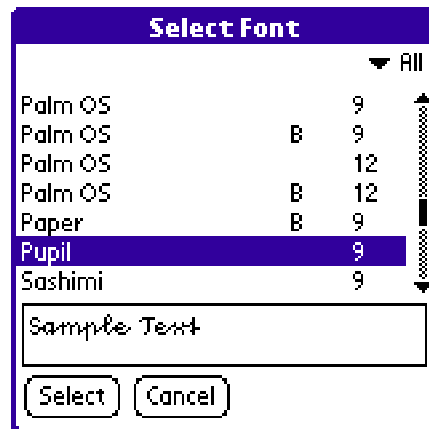 Select Font
All
Palm OS 9
Palm OS B 9
Palm OS 12
Palm OS B 12
Paper B 9
Pupil 9
Sashimi 9
Sample Text
Select Cancel